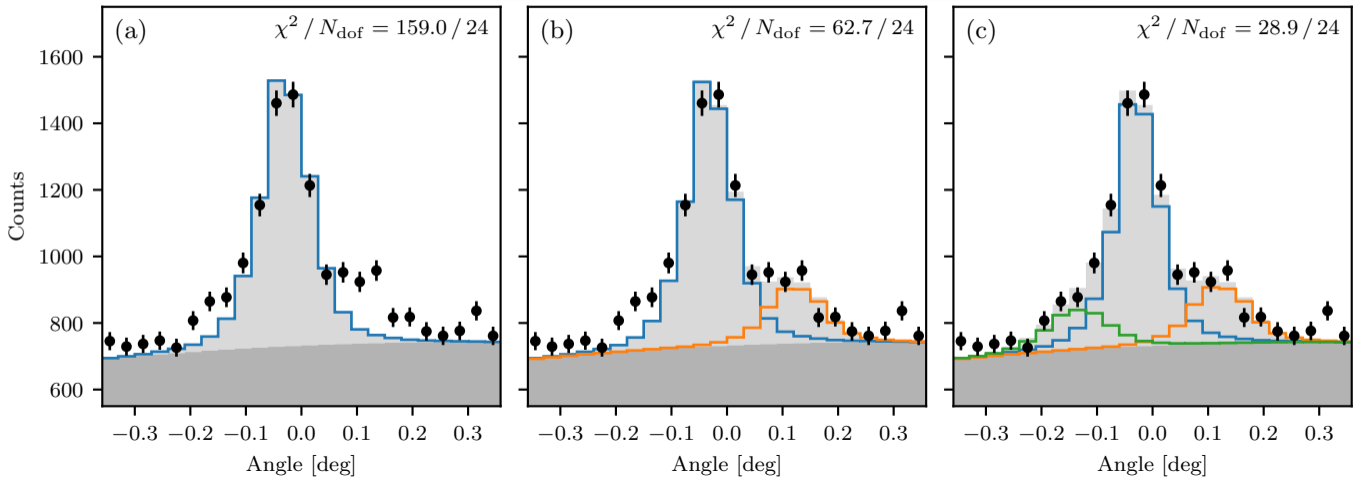 (a) χ² / N_dof = 159.0 / 24
(b) χ² / N_dof = 62.7 / 24
(c) χ² / N_dof = 28.9 / 24
Counts
1600
1400
1200
1000
800
600
−0.3 −0.2 −0.1 0.0 0.1 0.2 0.3
−0.3 −0.2 −0.1 0.0 0.1 0.2 0.3
−0.3 −0.2 −0.1 0.0 0.1 0.2 0.3
Angle [deg]
Angle [deg]
Angle [deg]